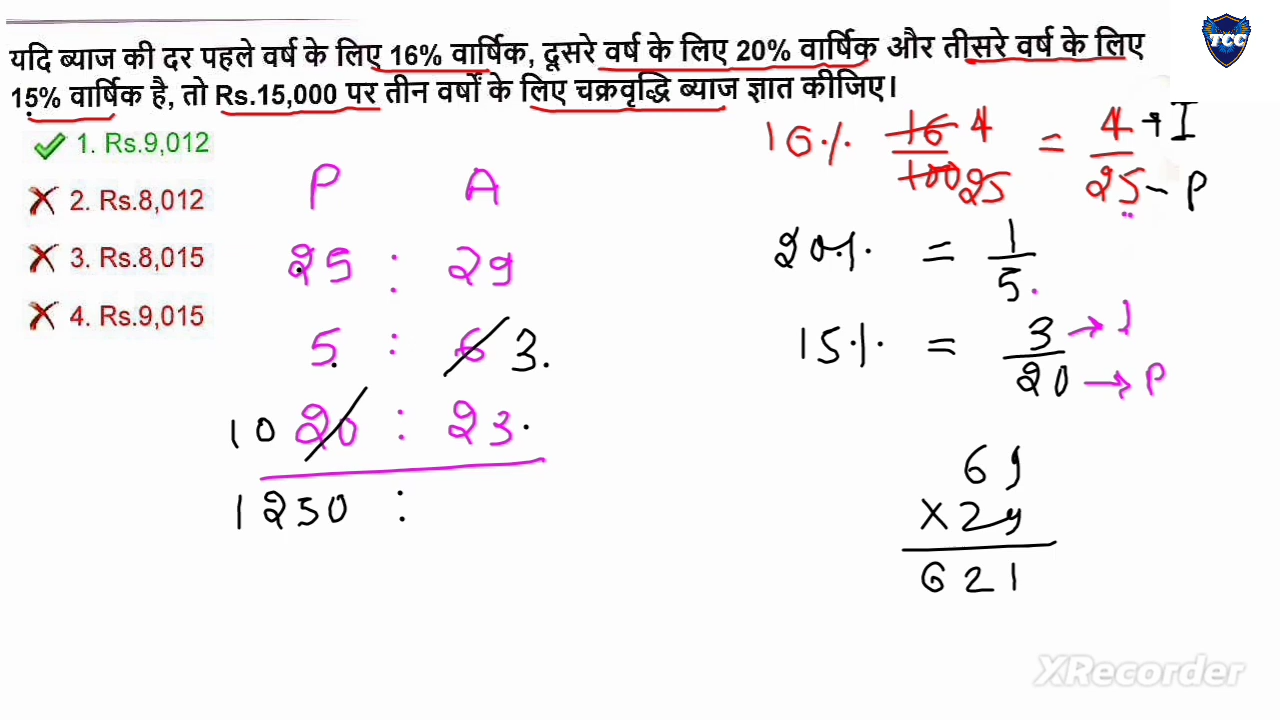 यदि ब्याज की दर पहले वर्ष के लिए 16% वार्षिक, दूसरे वर्ष के लिए 20% वार्षिक और तीसरे वर्ष के लिए
15% वार्षिक है, तो Rs.15,000 पर तीन वर्षों के लिए चक्रवृद्धि ब्याज ज्ञात कीजिए।
1. Rs.9,012
2. Rs.8,012
3. Rs.8,015
4. Rs.9,015
P A
25 : 29
5 : 6 3
10 20 : 23
1250 :
16% 16/100 4/25 = 4/25 → I - P
20% = 1/5
15% = 3/20 → I → P
69
× 29
621
TCC
XRecorder